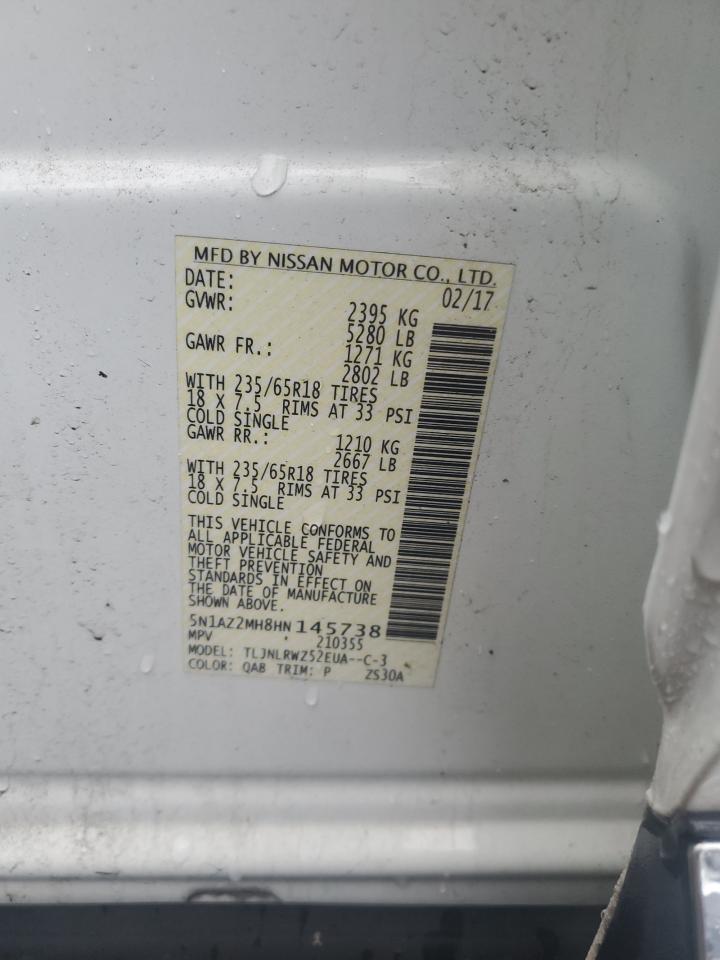 MFD BY NISSAN MOTOR CO., LTD.
DATE: 02/17
GVWR: 2395 KG
5280 LB
GAWR FR.: 1271 KG
2802 LB
WITH 235/65R18 TIRES
18 X 7.5 RIMS AT 33 PSI
COLD SINGLE
GAWR RR.: 1210 KG
2667 LB
WITH 235/65R18 TIRES
18 X 7.5 RIMS AT 33 PSI
COLD SINGLE
THIS VEHICLE CONFORMS TO
ALL APPLICABLE FEDERAL
MOTOR VEHICLE SAFETY AND
THEFT PREVENTION
STANDARDS IN EFFECT ON
THE DATE OF MANUFACTURE
SHOWN ABOVE.
5N1AZ2MH8HN145738
MPV 210355
MODEL: TLJNLRWZ52EUA--C-3
COLOR: QAB TRIM: P ZS30A